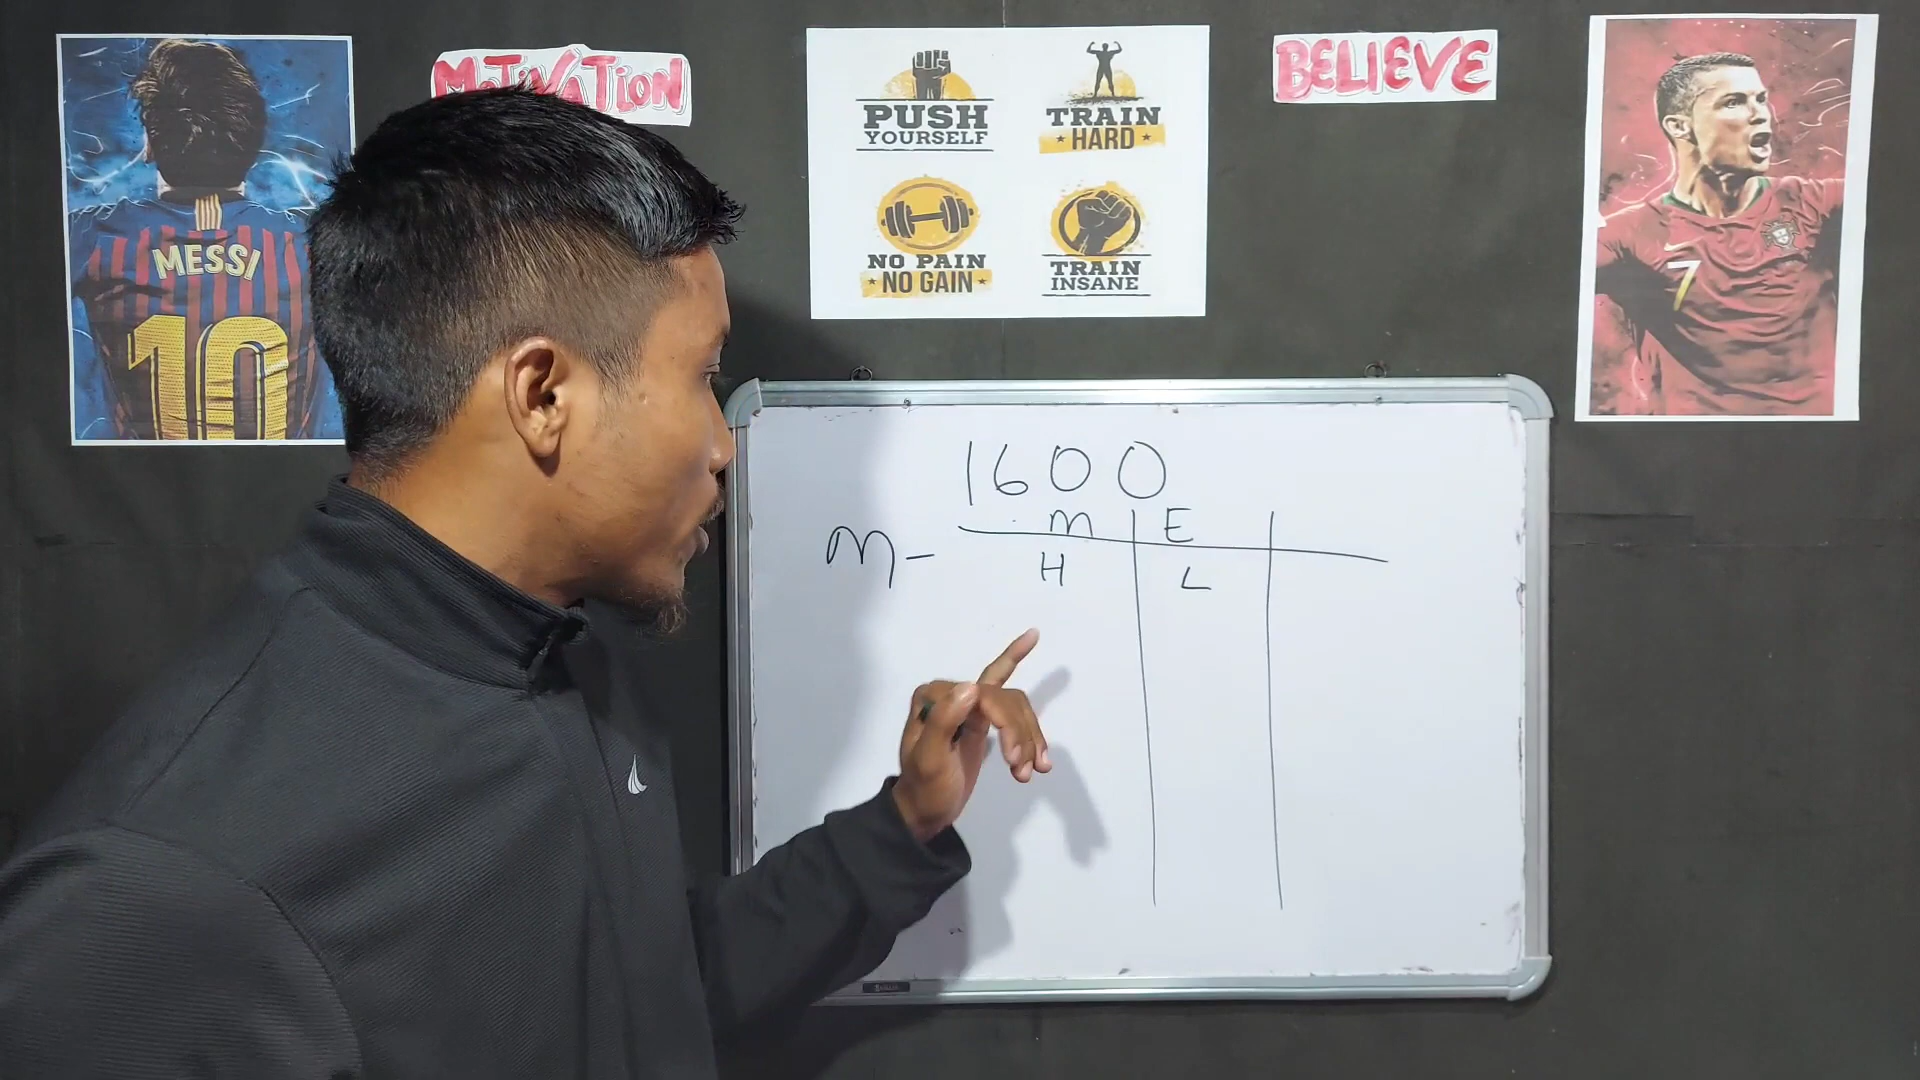 MOTIVATION
BELIEVE
PUSH
YOURSELF
TRAIN
HARD
NO PAIN
NO GAIN
TRAIN
INSANE
MESSI
10
7
1600
M E
M -
H L